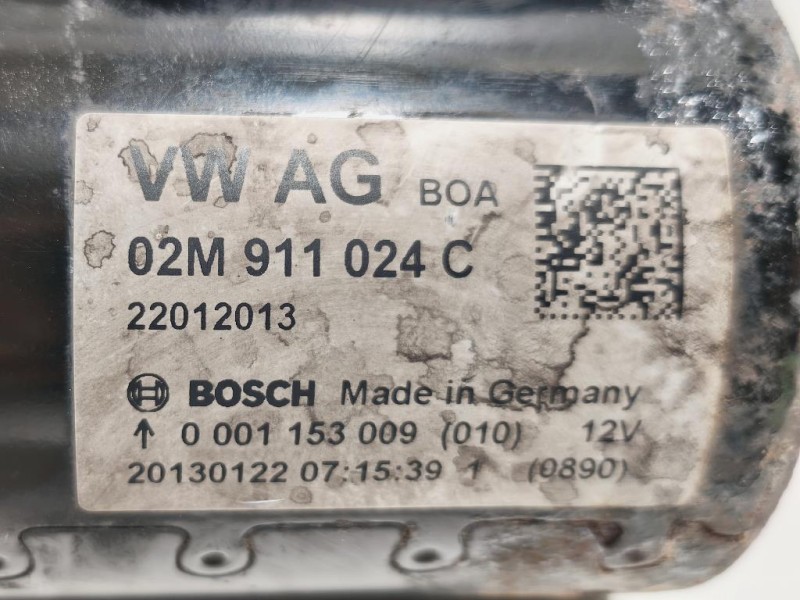 VW AG BOA
02M 911 024 C
22012013
BOSCH Made in Germany
↑ 0 001 153 009 (010) 12V
20130122 07:15:39 1 (0890)